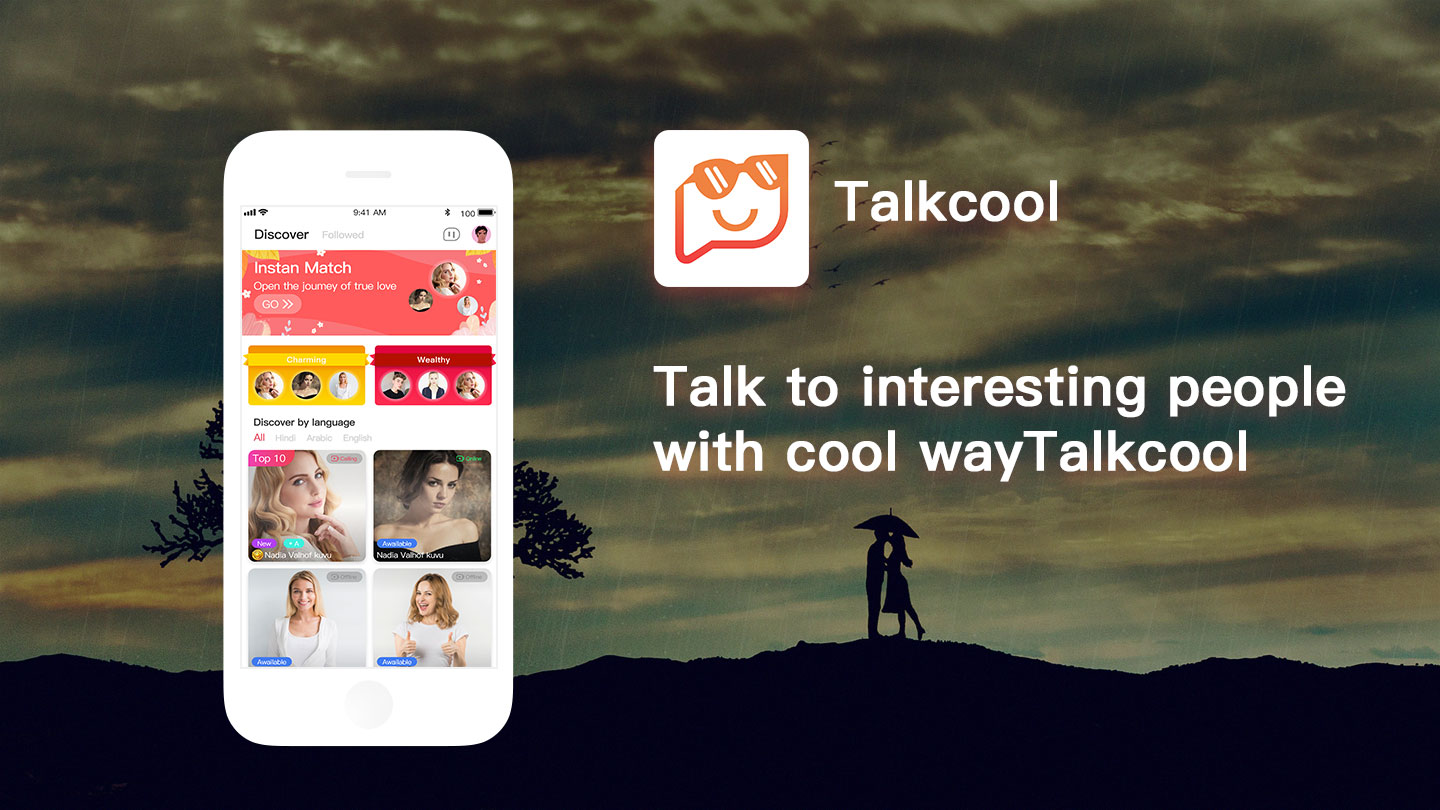 9:41 AM
100
Discover
Followed
Instan Match
Open the joumey of true love
GO
Charming
Wealthy
Discover by language
All Hindi Arabic English
Top 10
Calling
Online
New
+ A
Available
Nadia Valhof kuvu
Nadia Valhof kuvu
Offline
Offline
Available
Available
Talkcool
Talk to interesting people
with cool wayTalkcool